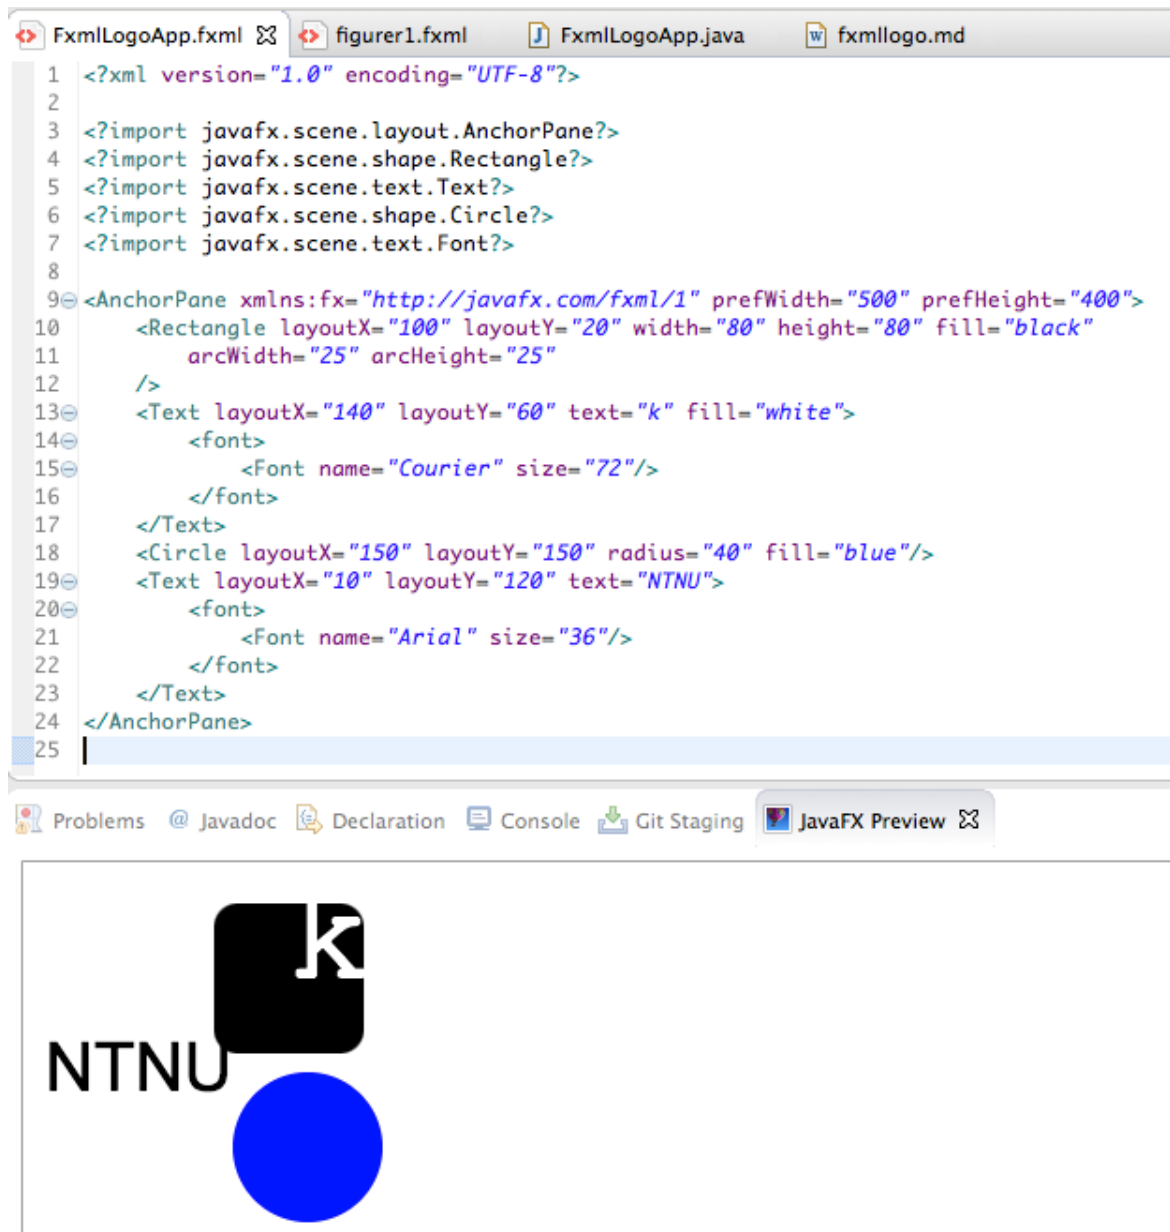 FxmlLogoApp.fxml figurer1.fxml FxmlLogoApp.java fxmllogo.md
1 <?xml version="1.0" encoding="UTF-8"?>
2
3 <?import javafx.scene.layout.AnchorPane?>
4 <?import javafx.scene.shape.Rectangle?>
5 <?import javafx.scene.text.Text?>
6 <?import javafx.scene.shape.Circle?>
7 <?import javafx.scene.text.Font?>
8
9 <AnchorPane xmlns:fx="http://javafx.com/fxml/1" prefWidth="500" prefHeight="400">
10     <Rectangle layoutX="100" layoutY="20" width="80" height="80" fill="black"
11         arcWidth="25" arcHeight="25"
12     />
13     <Text layoutX="140" layoutY="60" text="k" fill="white">
14         <font>
15             <Font name="Courier" size="72"/>
16         </font>
17     </Text>
18     <Circle layoutX="150" layoutY="150" radius="40" fill="blue"/>
19     <Text layoutX="10" layoutY="120" text="NTNU">
20         <font>
21             <Font name="Arial" size="36"/>
22         </font>
23     </Text>
24 </AnchorPane>
25
Problems @ Javadoc Declaration Console Git Staging JavaFX Preview
k
NTNU